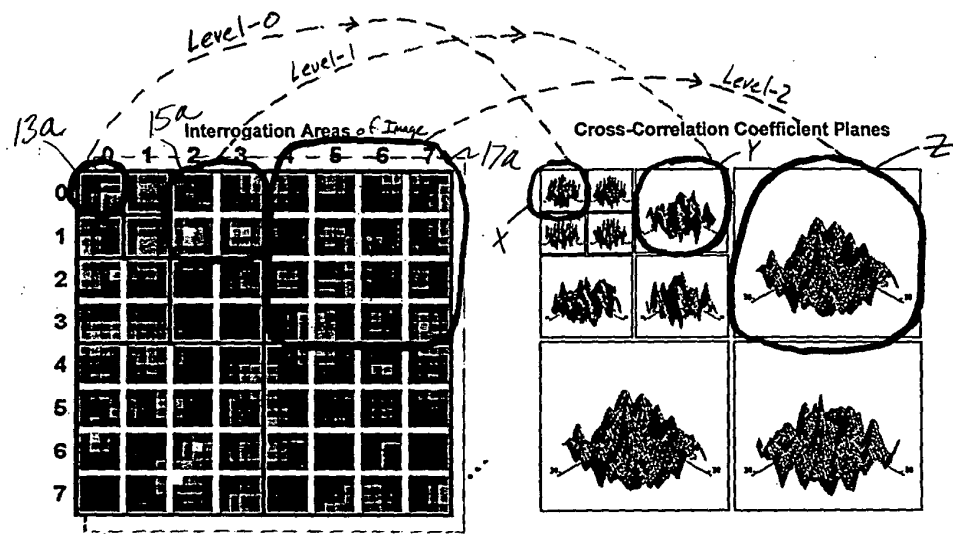 Level-0
Level-1
Level-2
13a
15a
Interrogation Areas of Image
Cross-Correlation Coefficient Planes
0 1 2 3 4 5 6 7
17a
Y
Z
0
1
X
2
3
4
5
6
7